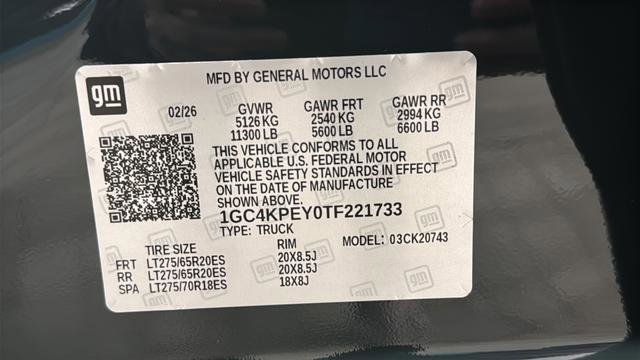 MFD BY GENERAL MOTORS LLC
gm
02/26
GVWR GAWR FRT GAWR RR
5126 KG 2540 KG 2994 KG
11300 LB 5600 LB 6600 LB
THIS VEHICLE CONFORMS TO ALL
APPLICABLE U.S. FEDERAL MOTOR
VEHICLE SAFETY STANDARDS IN EFFECT
ON THE DATE OF MANUFACTURE
SHOWN ABOVE.
1GC4KPEY0TF221733
TYPE: TRUCK MODEL: 03CK20743
TIRE SIZE RIM
FRT LT275/65R20ES 20X8.5J
RR LT275/65R20ES 20X8.5J
SPA LT275/70R18ES 18X8J